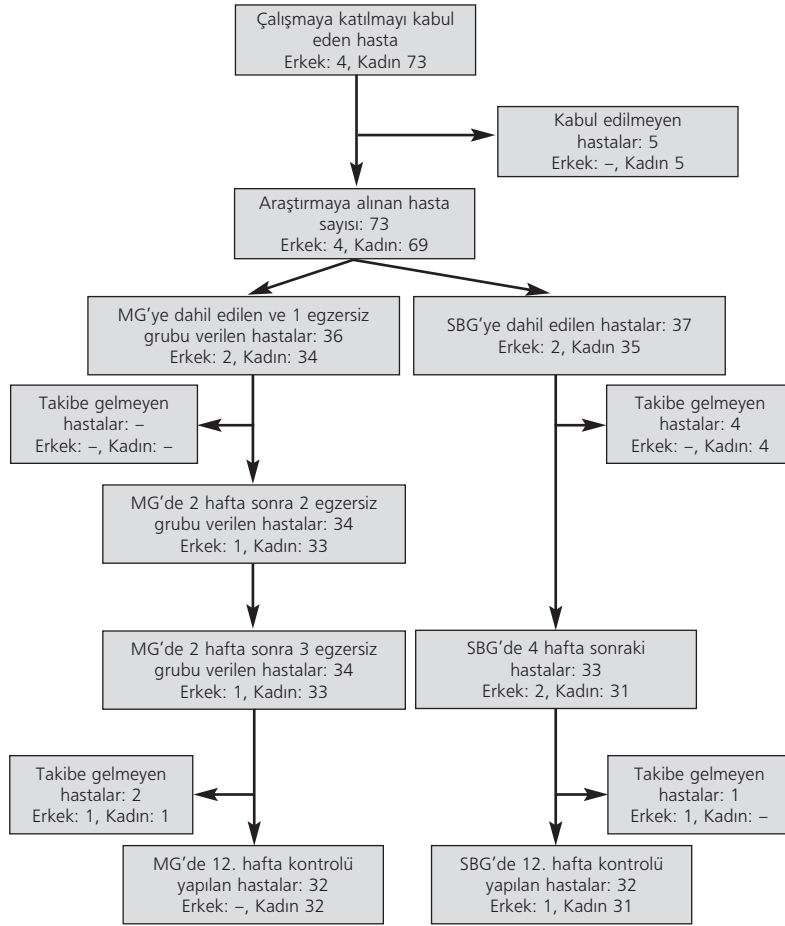 Çalışmaya katılmayı kabul
eden hasta
Erkek: 4, Kadın 73
Kabul edilmeyen
hastalar: 5
Erkek: –, Kadın 5
Araştırmaya alınan hasta
sayısı: 73
Erkek: 4, Kadın: 69
MG’ye dahil edilen ve 1 egzersiz
grubu verilen hastalar: 36
Erkek: 2, Kadın: 34
SBG’ye dahil edilen hastalar: 37
Erkek: 2, Kadın 35
Takibe gelmeyen
hastalar: –
Erkek: –, Kadın: –
Takibe gelmeyen
hastalar: 4
Erkek: –, Kadın: 4
MG’de 2 hafta sonra 2 egzersiz
grubu verilen hastalar: 34
Erkek: 1, Kadın: 33
MG’de 2 hafta sonra 3 egzersiz
grubu verilen hastalar: 34
Erkek: 1, Kadın: 33
SBG’de 4 hafta sonraki
hastalar: 33
Erkek: 2, Kadın: 31
Takibe gelmeyen
hastalar: 2
Erkek: 1, Kadın: 1
Takibe gelmeyen
hastalar: 1
Erkek: 1, Kadın: –
MG’de 12. hafta kontrolü
yapılan hastalar: 32
Erkek: –, Kadın 32
SBG’de 12. hafta kontrolü
yapılan hastalar: 32
Erkek: 1, Kadın 31